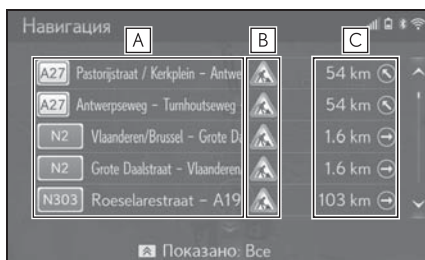 Навигация
A B C
A27 Pastorijstraat / Kerkplein – Antwe 54 km
A27 Antwerpseweg – Turnhoutseweg 54 km
N2 Vlaanderen/Brussel – Grote Da 1.6 km
N2 Grote Daalstraat – Vlaanderen 1.6 km
N303 Roeselarestraat – A19 103 km
Показано: Все